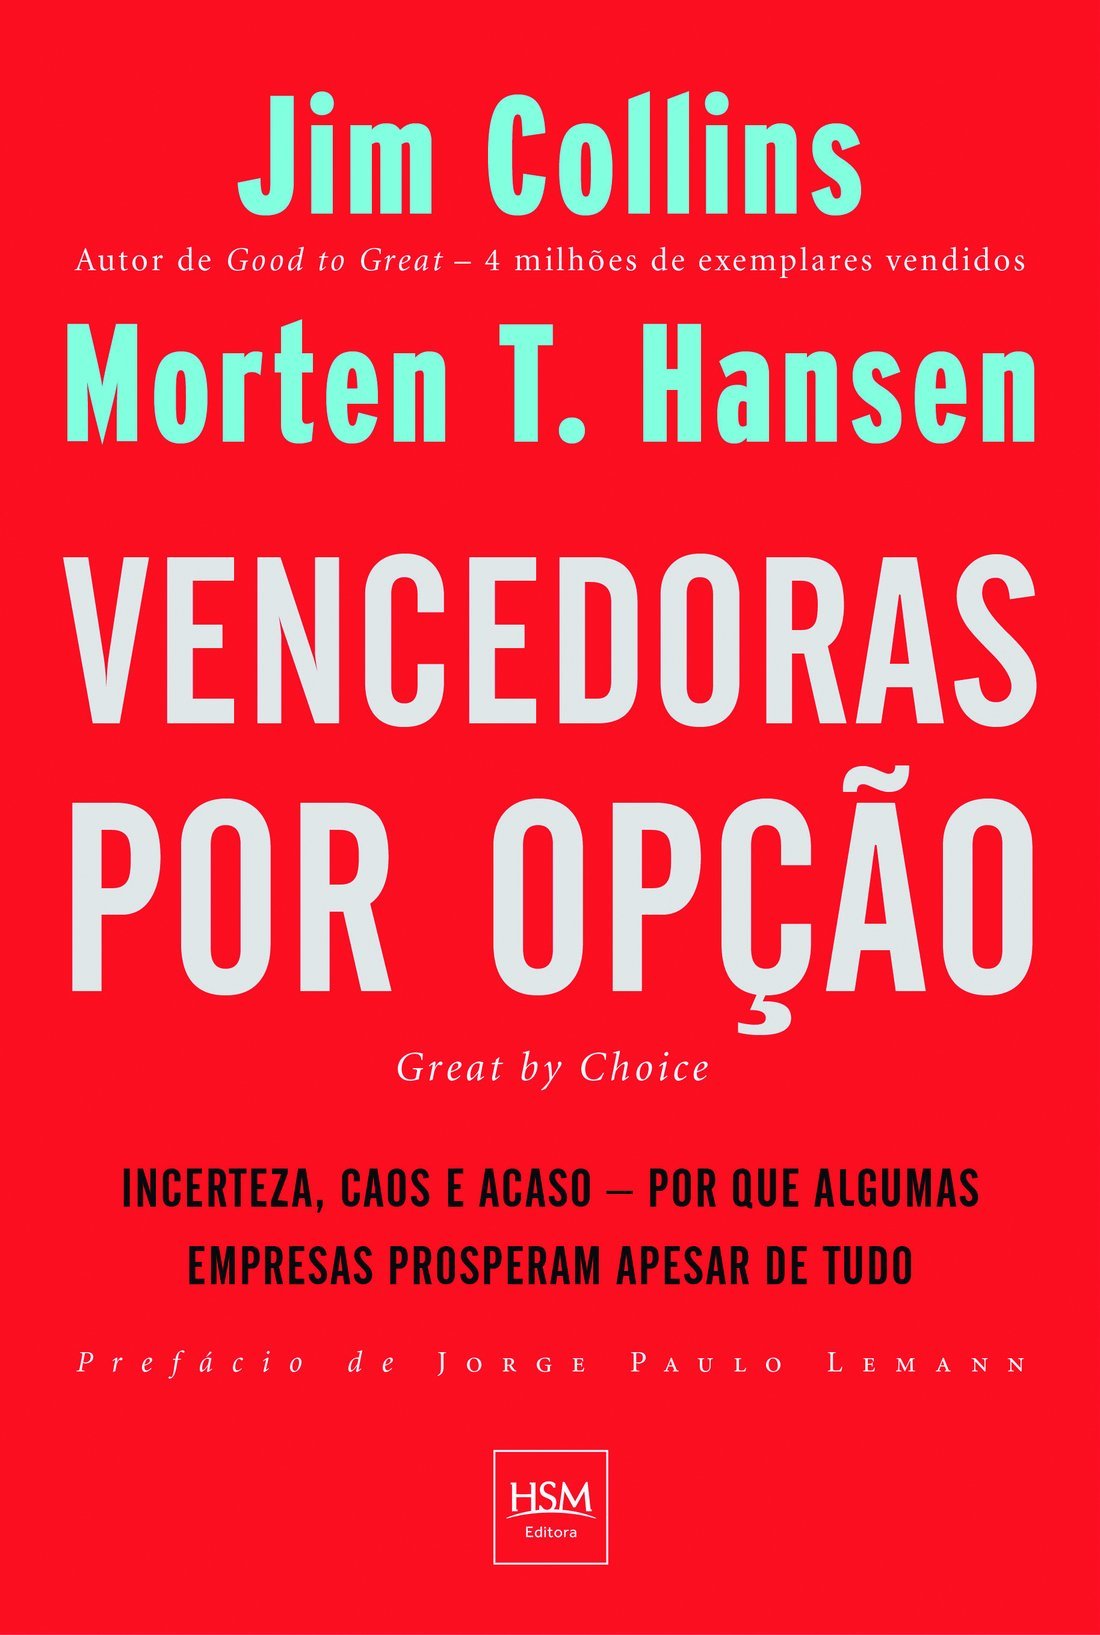 Jim Collins
Autor de Good to Great – 4 milhões de exemplares vendidos
Morten T. Hansen
VENCEDORAS
POR OPÇÃO
Great by Choice
INCERTEZA, CAOS E ACASO – POR QUE ALGUMAS
EMPRESAS PROSPERAM APESAR DE TUDO
Prefácio de JORGE PAULO LEMANN
HSM
Editora